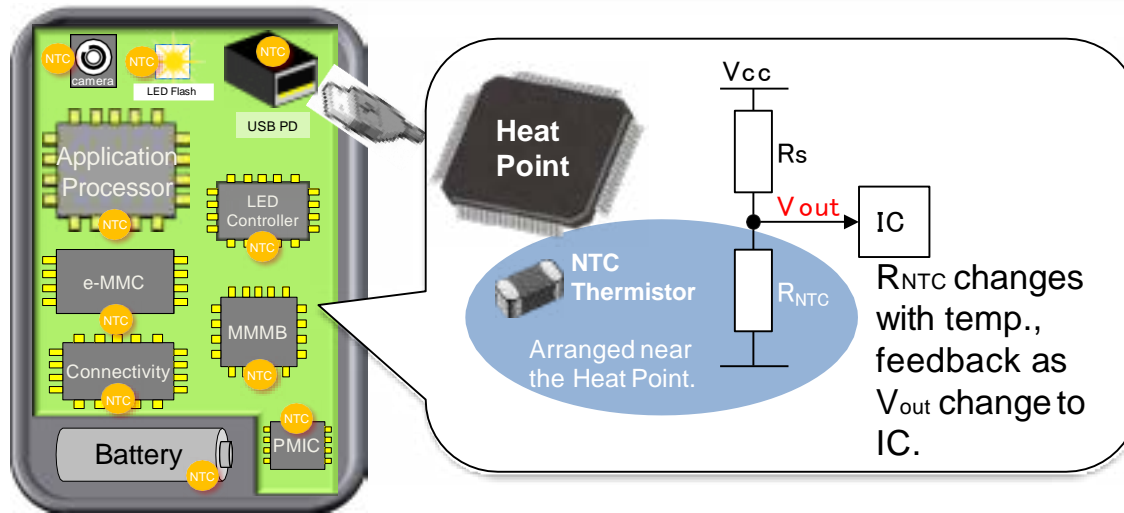 NTC
camera
NTC
LED Flash
NTC
USB PD
Application
Processor
NTC
LED
Controller
NTC
e-MMC
NTC
MMMB
NTC
Connectivity
NTC
NTC
PMIC
Battery
NTC
Heat
Point
Vcc
Rs
Vout
IC
NTC
Thermistor
RNTC
Arranged near
the Heat Point.
RNTC changes
with temp.,
feedback as
Vout change to
IC.